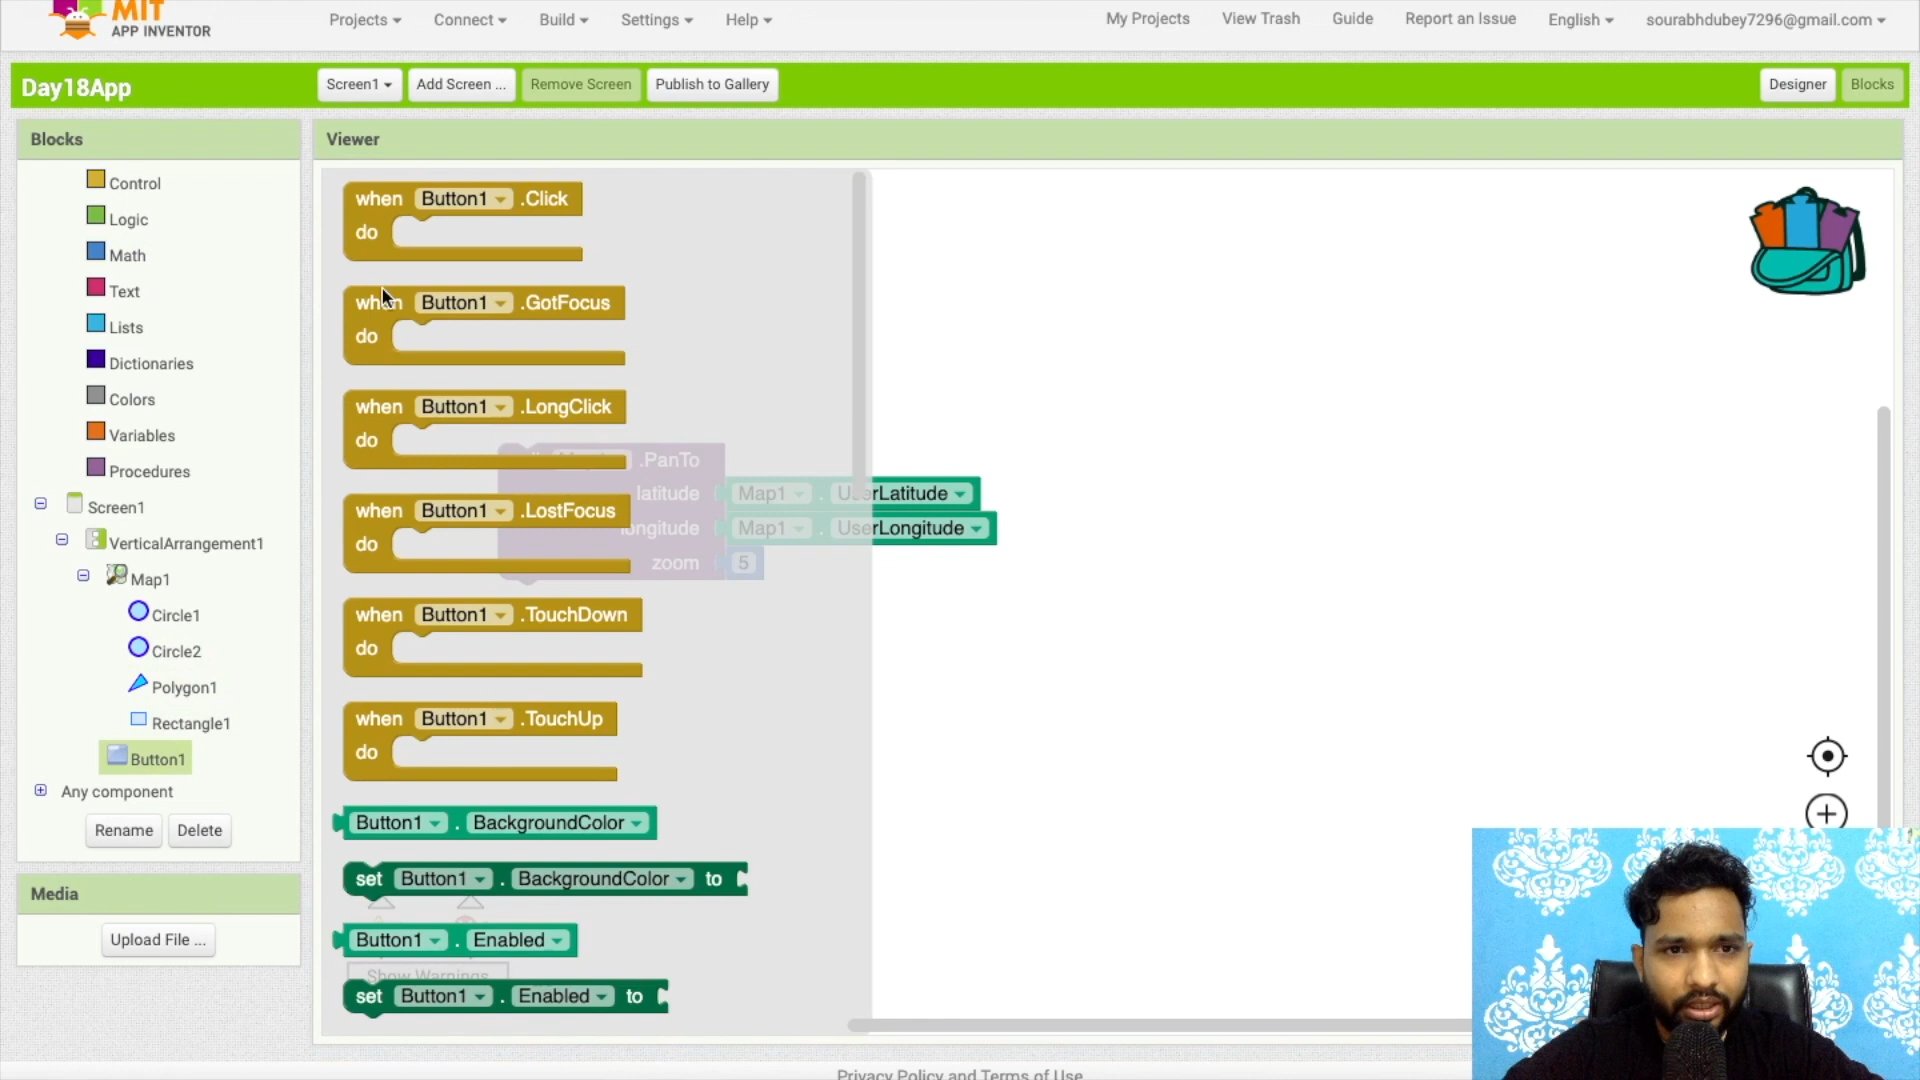 MIT
APP INVENTOR
Projects Connect Build Settings Help My Projects View Trash Guide Report an Issue English sourabhdubey7296@gmail.com
Day18App Screen1 Add Screen ... Remove Screen Publish to Gallery Designer Blocks
Blocks
Control
Logic
Math
Text
Lists
Dictionaries
Colors
Variables
Procedures
Screen1
VerticalArrangement1
Map1
Circle1
Circle2
Polygon1
Rectangle1
Button1
Any component
Rename Delete
Media
Upload File ...
Viewer
when Button1 .Click
do
when Button1 .GotFocus
do
when Button1 .LongClick
do
when Button1 .LostFocus
do
when Button1 .TouchDown
do
when Button1 .TouchUp
do
Button1 . BackgroundColor
set Button1 . BackgroundColor to
Button1 . Enabled
Show Warnings
set Button1 . Enabled to
.PanTo
latitude Map1 . UserLatitude
longitude Map1 . UserLongitude
zoom 5
Privacy Policy and Terms of Use